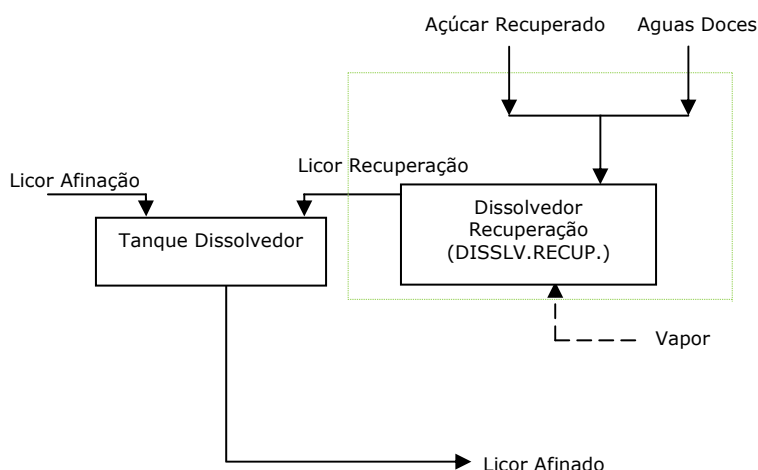 Açúcar Recuperado
Aguas Doces
Licor Recuperação
Licor Afinação
Tanque Dissolvedor
Dissolvedor
Recuperação
(DISSLV.RECUP.)
Vapor
Licor Afinado